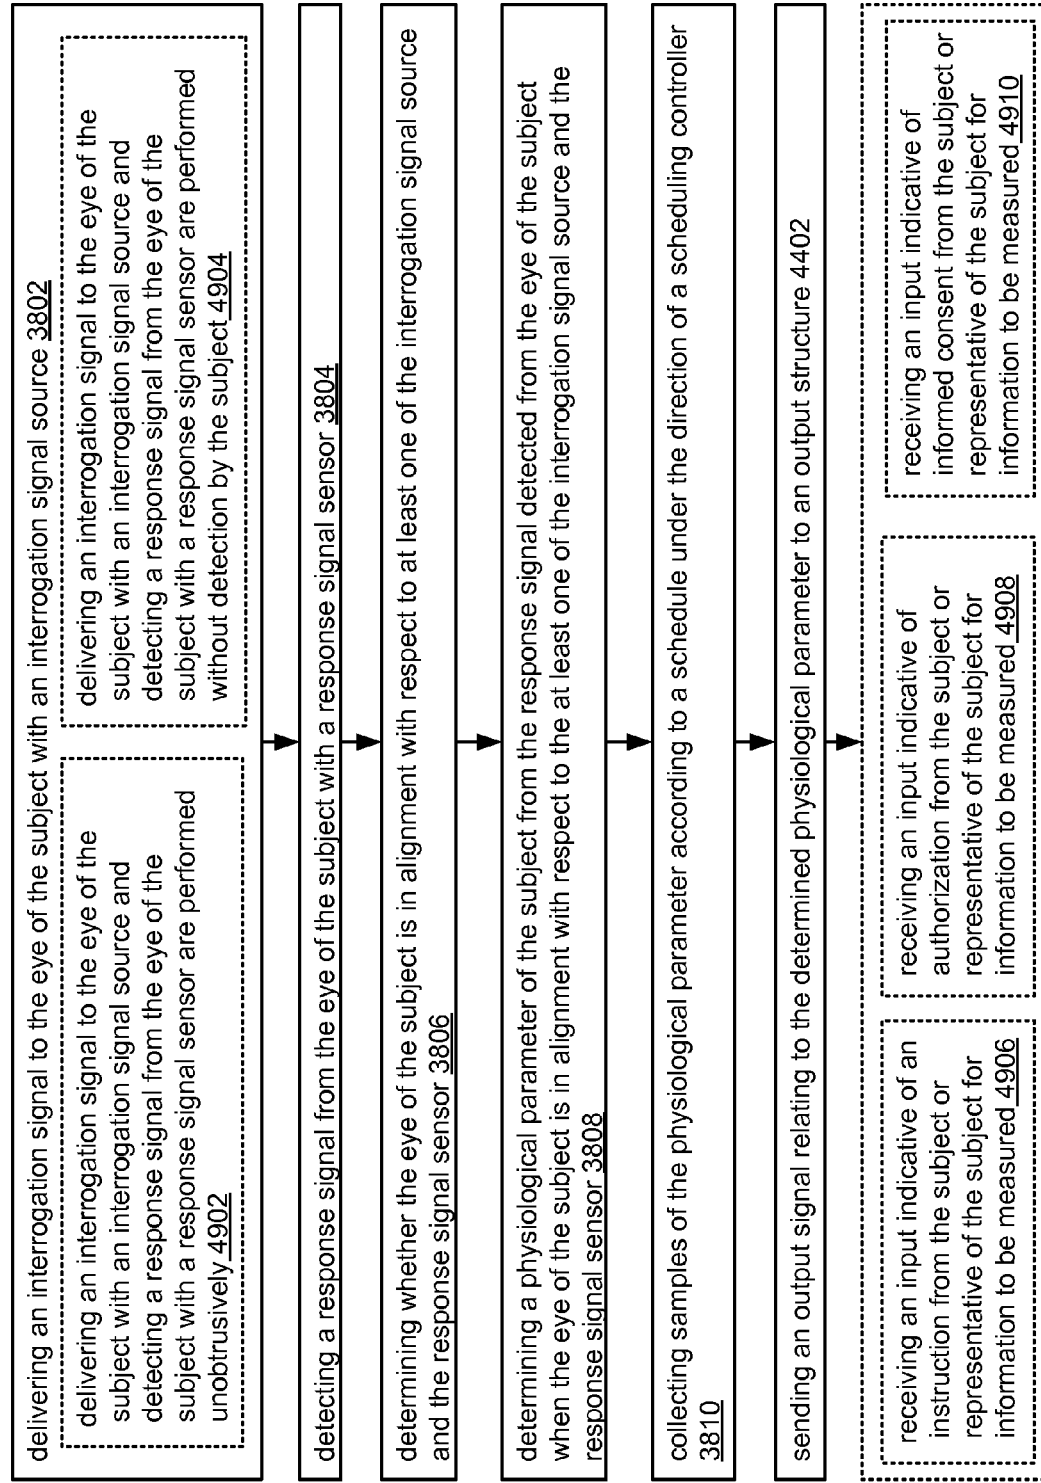 delivering an interrogation signal to the eye of the subject with an interrogation signal source 3802
delivering an interrogation signal to the eye of the
subject with an interrogation signal source and
detecting a response signal from the eye of the
subject with a response signal sensor are performed
unobtrusively 4902
delivering an interrogation signal to the eye of the
subject with an interrogation signal source and
detecting a response signal from the eye of the
subject with a response signal sensor are performed
without detection by the subject 4904
detecting a response signal from the eye of the subject with a response signal sensor 3804
determining whether the eye of the subject is in alignment with respect to at least one of the interrogation signal source
and the response signal sensor 3806
determining a physiological parameter of the subject from the response signal detected from the eye of the subject
when the eye of the subject is in alignment with respect to the at least one of the interrogation signal source and the
response signal sensor 3808
collecting samples of the physiological parameter according to a schedule under the direction of a scheduling controller
3810
sending an output signal relating to the determined physiological parameter to an output structure 4402
receiving an input indicative of an
instruction from the subject or
representative of the subject for
information to be measured 4906
receiving an input indicative of
authorization from the subject or
representative of the subject for
information to be measured 4908
receiving an input indicative of
informed consent from the subject or
representative of the subject for
information to be measured 4910